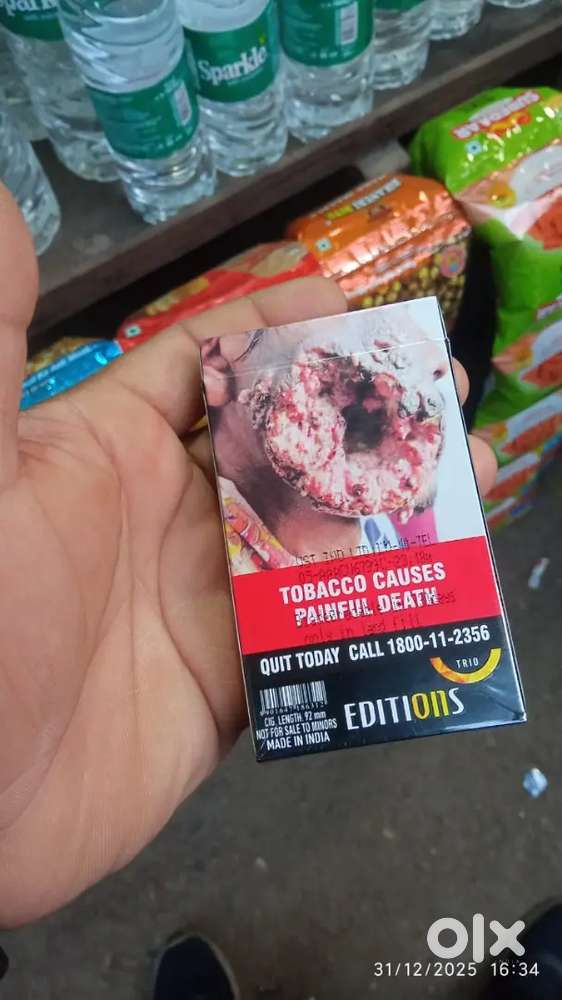 Sparkle
TOBACCO CAUSES
PAINFUL DEATH
QUIT TODAY CALL 1800-11-2356
TRIO
EDITIONS
CIG. LENGTH. 92 mm
NOT FOR SALE TO MINORS
MADE IN INDIA
olx
31/12/2025 16:34